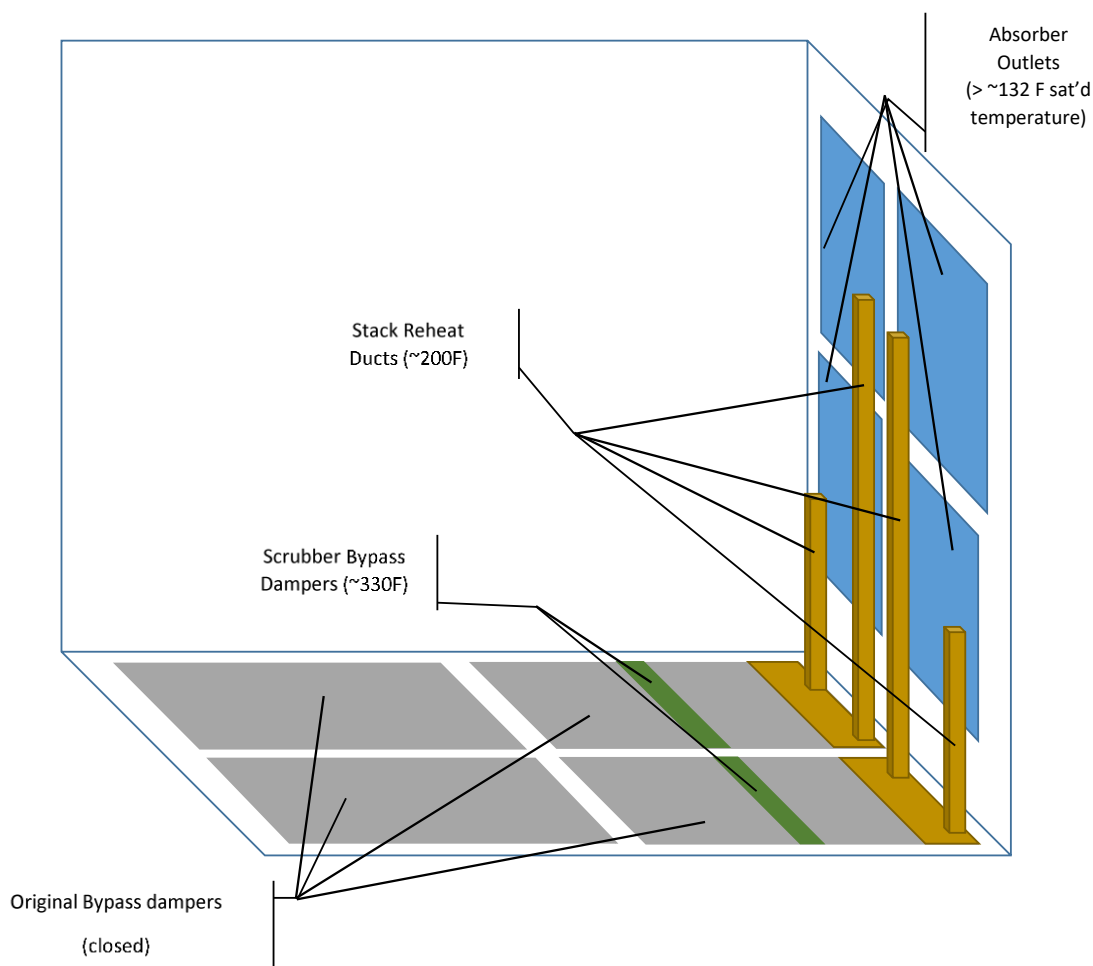 Absorber
Outlets
(> ~132 F sat’d
temperature)
Stack Reheat
Ducts (~200F)
Scrubber Bypass
Dampers (~330F)
Original Bypass dampers
(closed)